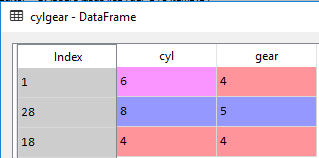 cylgear - DataFrame
Index cyl gear
1 6 4
28 8 5
18 4 4